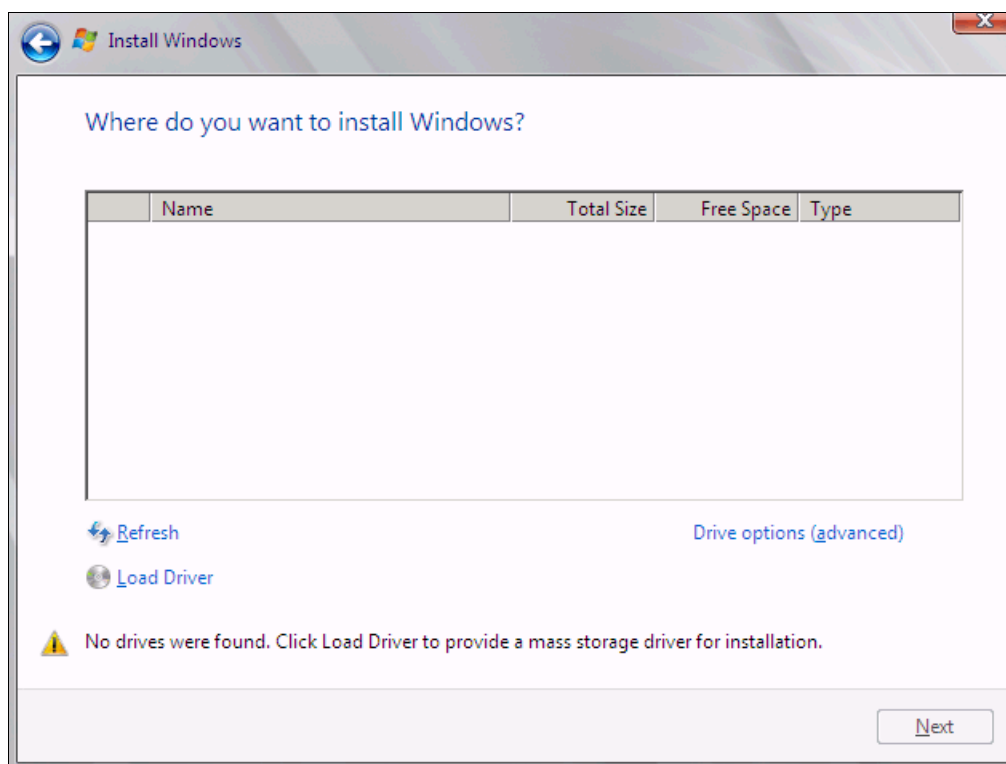 Install Windows
Where do you want to install Windows?
Name Total Size Free Space Type
Refresh Drive options (advanced)
Load Driver
No drives were found. Click Load Driver to provide a mass storage driver for installation.
Next